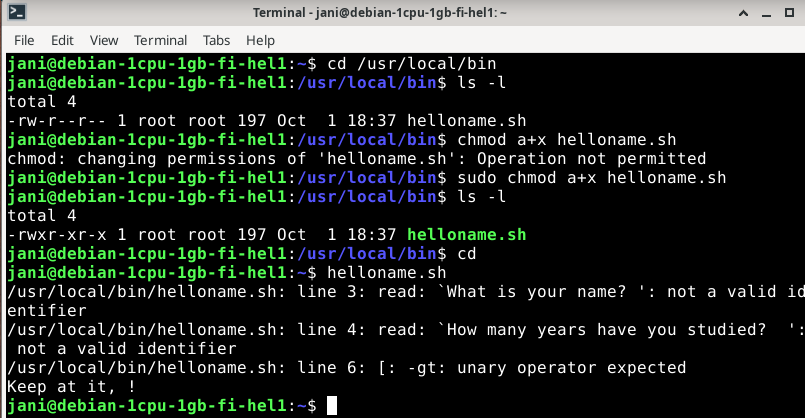 Terminal - jani@debian-1cpu-1gb-fi-hel1: ~
File Edit View Terminal Tabs Help
jani@debian-1cpu-1gb-fi-hel1:~$ cd /usr/local/bin
jani@debian-1cpu-1gb-fi-hel1:/usr/local/bin$ ls -l
total 4
-rw-r--r-- 1 root root 197 Oct  1 18:37 helloname.sh
jani@debian-1cpu-1gb-fi-hel1:/usr/local/bin$ chmod a+x helloname.sh
chmod: changing permissions of 'helloname.sh': Operation not permitted
jani@debian-1cpu-1gb-fi-hel1:/usr/local/bin$ sudo chmod a+x helloname.sh
jani@debian-1cpu-1gb-fi-hel1:/usr/local/bin$ ls -l
total 4
-rwxr-xr-x 1 root root 197 Oct  1 18:37 helloname.sh
jani@debian-1cpu-1gb-fi-hel1:/usr/local/bin$ cd
jani@debian-1cpu-1gb-fi-hel1:~$ helloname.sh
/usr/local/bin/helloname.sh: line 3: read: `What is your name? ': not a valid id
entifier
/usr/local/bin/helloname.sh: line 4: read: `How many years have you studied?  ':
 not a valid identifier
/usr/local/bin/helloname.sh: line 6: [: -gt: unary operator expected
Keep at it, !
jani@debian-1cpu-1gb-fi-hel1:~$